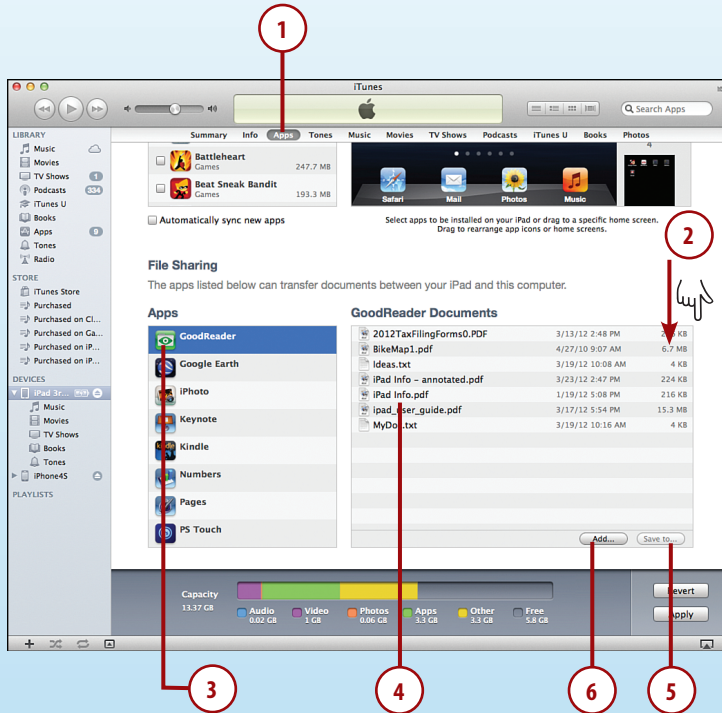 1
iTunes
Search Apps
Summary Info Apps Tones Music Movies TV Shows Podcasts iTunes U Books Photos
LIBRARY
Music
Movies
TV Shows 1
Podcasts 334
iTunes U
Books
Apps 9
Tones
Radio
STORE
iTunes Store
Purchased
Purchased on Cl...
Purchased on Ga...
Purchased on iP...
Purchased on iP...
DEVICES
iPad 3r...
Music
Movies
TV Shows
Books
Tones
iPhone4S
PLAYLISTS
Battleheart
Games 247.7 MB
Beat Sneak Bandit
Games 193.3 MB
Automatically sync new apps
Safari Mail Photos Music
4
Select apps to be installed on your iPad or drag to a specific home screen.
Drag to rearrange app icons or home screens.
2
File Sharing
The apps listed below can transfer documents between your iPad and this computer.
Apps
GoodReader
Google Earth
iPhoto
Keynote
Kindle
Numbers
Pages
PS Touch
GoodReader Documents
2012TaxFilingForms0.PDF 3/13/12 2:48 PM KB
BikeMap1.pdf 4/27/10 9:07 AM 6.7 MB
Ideas.txt 3/19/12 10:08 AM 4 KB
iPad Info - annotated.pdf 3/23/12 2:47 PM 224 KB
iPad Info.pdf 1/19/12 5:08 PM 216 KB
ipad_user_guide.pdf 3/17/12 5:54 PM 15.3 MB
MyDoc.txt 3/19/12 10:16 AM 4 KB
Add... Save to...
Capacity
13.37 GB
Audio
0.02 GB
Video
1 GB
Photos
0.06 GB
Apps
3.3 GB
Other
3.3 GB
Free
5.8 GB
Revert
Apply
3 4 6 5